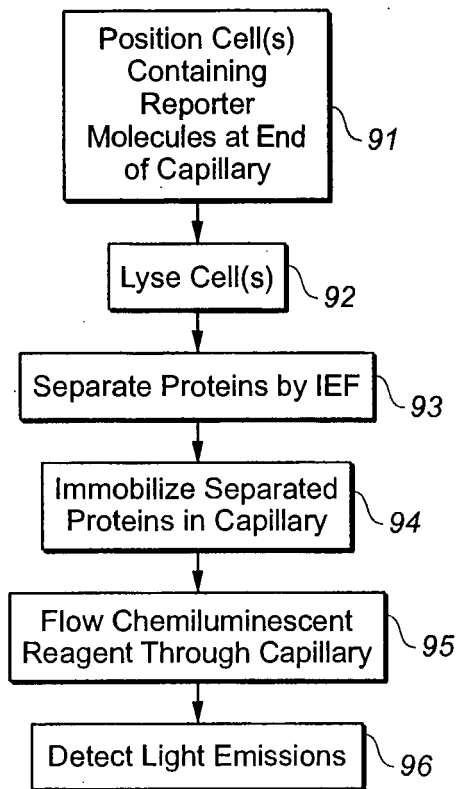 Position Cell(s)
Containing
Reporter
Molecules at End
of Capillary
91
Lyse Cell(s)
92
Separate Proteins by IEF
93
Immobilize Separated
Proteins in Capillary
94
Flow Chemiluminescent
Reagent Through Capillary
95
Detect Light Emissions
96